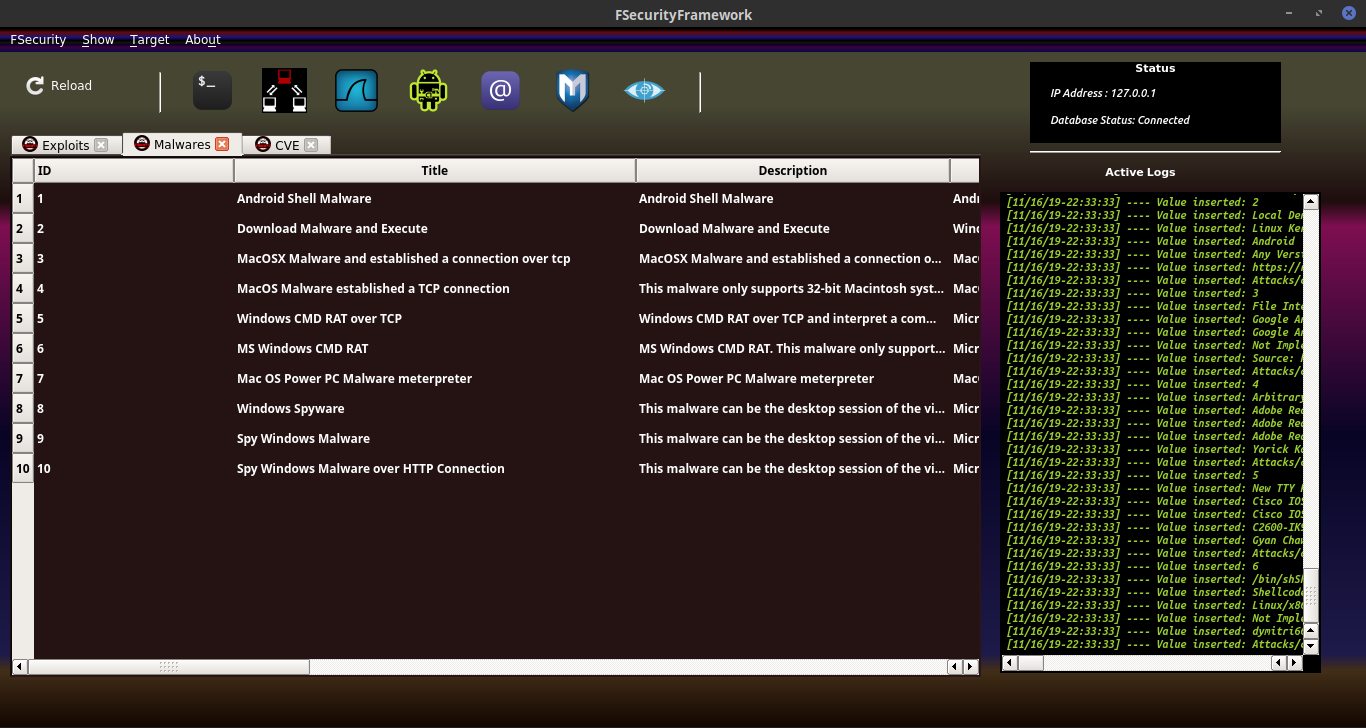 FSecurityFramework
FSecurity Show Target About
Reload
$_
@
M
Status
IP Address : 127.0.0.1
Database Status: Connected
Exploits Malwares CVE
Active Logs
ID Title Description
1 1 Android Shell Malware Android Shell Malware Andr
2 2 Download Malware and Execute Download Malware and Execute Wind
3 3 MacOSX Malware and established a connection over tcp MacOSX Malware and established a connection o... Mac
4 4 MacOS Malware established a TCP connection This malware only supports 32-bit Macintosh syst... Mac
5 5 Windows CMD RAT over TCP Windows CMD RAT over TCP and interpret a com... Micr
6 6 MS Windows CMD RAT MS Windows CMD RAT. This malware only support... Micr
7 7 Mac OS Power PC Malware meterpreter Mac OS Power PC Malware meterpreter Mac
8 8 Windows Spyware This malware can be the desktop session of the vi... Micr
9 9 Spy Windows Malware This malware can be the desktop session of the vi... Micr
10 10 Spy Windows Malware over HTTP Connection This malware can be the desktop session of the vi... Micr
[11/16/19-22:33:33] ---- Value inserted: 2
[11/16/19-22:33:33] ---- Value inserted: Local Den
[11/16/19-22:33:33] ---- Value inserted: Linux Ker
[11/16/19-22:33:33] ---- Value inserted: Android
[11/16/19-22:33:33] ---- Value inserted: Any Vers
[11/16/19-22:33:33] ---- Value inserted: https://
[11/16/19-22:33:33] ---- Value inserted: Attacks/
[11/16/19-22:33:33] ---- Value inserted: 3
[11/16/19-22:33:33] ---- Value inserted: File Inte
[11/16/19-22:33:33] ---- Value inserted: Google An
[11/16/19-22:33:33] ---- Value inserted: Google An
[11/16/19-22:33:33] ---- Value inserted: Not Imple
[11/16/19-22:33:33] ---- Value inserted: Source:
[11/16/19-22:33:33] ---- Value inserted: Attacks/
[11/16/19-22:33:33] ---- Value inserted: 4
[11/16/19-22:33:33] ---- Value inserted: Arbitrary
[11/16/19-22:33:33] ---- Value inserted: Adobe Rea
[11/16/19-22:33:33] ---- Value inserted: Adobe Rea
[11/16/19-22:33:33] ---- Value inserted: Adobe Rea
[11/16/19-22:33:33] ---- Value inserted: Yorick Ko
[11/16/19-22:33:33] ---- Value inserted: Attacks/
[11/16/19-22:33:33] ---- Value inserted: 5
[11/16/19-22:33:33] ---- Value inserted: New TTY
[11/16/19-22:33:33] ---- Value inserted: Cisco IOS
[11/16/19-22:33:33] ---- Value inserted: Cisco IOS
[11/16/19-22:33:33] ---- Value inserted: C2600-IK9
[11/16/19-22:33:33] ---- Value inserted: Gyan Chaw
[11/16/19-22:33:33] ---- Value inserted: Attacks/
[11/16/19-22:33:33] ---- Value inserted: 6
[11/16/19-22:33:33] ---- Value inserted: /bin/shSh
[11/16/19-22:33:33] ---- Value inserted: Shellcode
[11/16/19-22:33:33] ---- Value inserted: Linux/x86
[11/16/19-22:33:33] ---- Value inserted: Not Imple
[11/16/19-22:33:33] ---- Value inserted: dymitri66
[11/16/19-22:33:33] ---- Value inserted: Attacks/